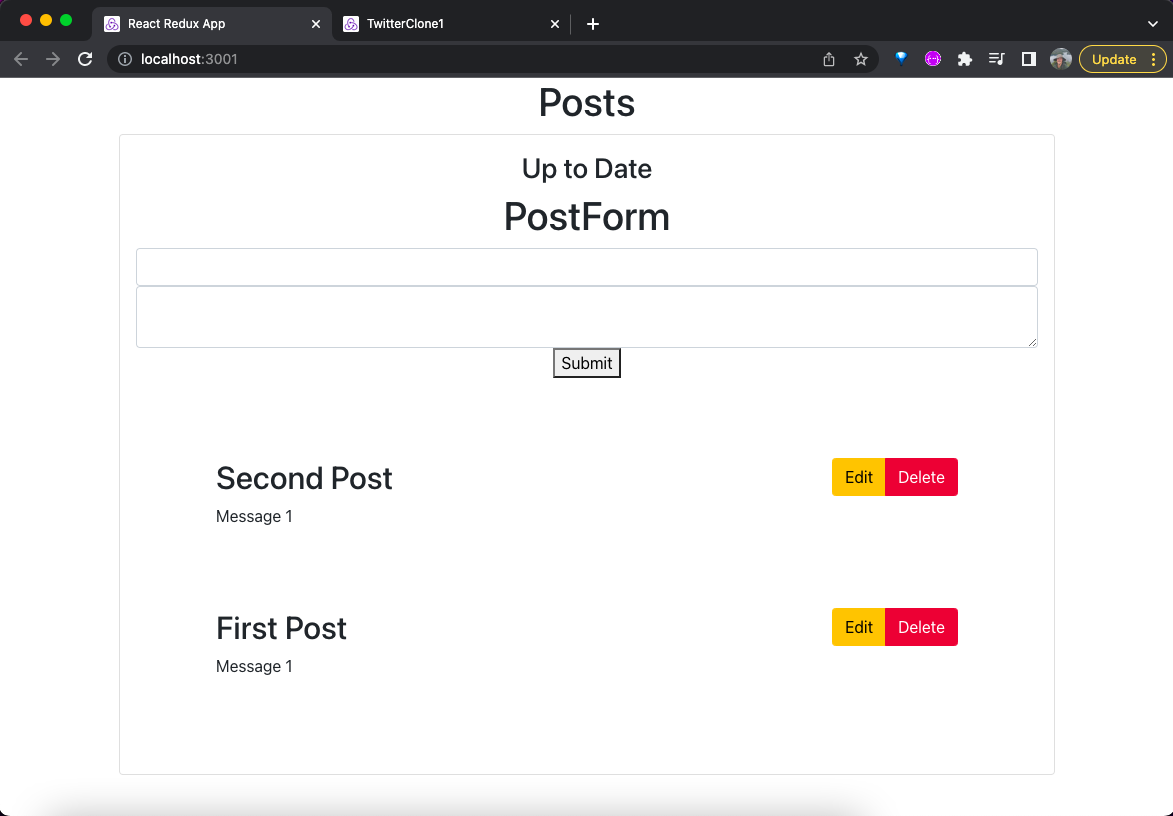 React Redux App
TwitterClone1
localhost:3001
Update
Posts
Up to Date
PostForm
Submit
Second Post
Edit
Delete
Message 1
First Post
Edit
Delete
Message 1